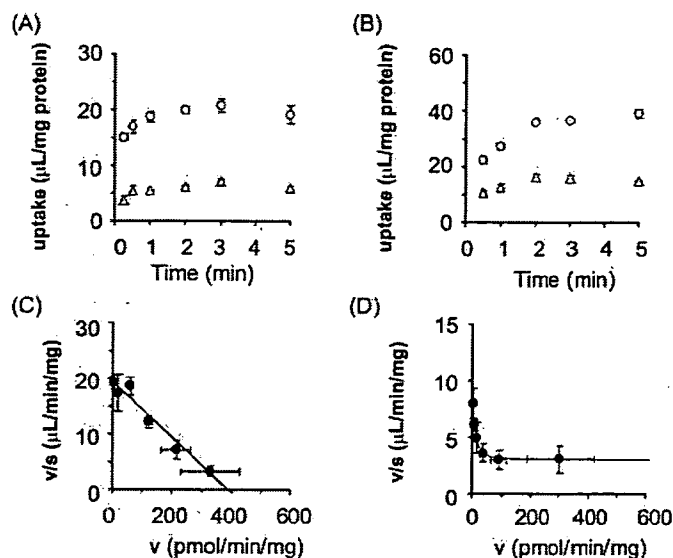 (A)
(B)
uptake (μL/mg protein)
30
20
10
0
0 1 2 3 4 5
Time (min)
uptake (μL/mg protein)
60
40
20
0
0 1 2 3 4 5
Time (min)
(C)
(D)
v/s (μL/min/mg)
30
20
10
0
0 200 400 600
v (pmol/min/mg)
v/s (μL/min/mg)
15
10
5
0
0 200 400 600
v (pmol/min/mg)